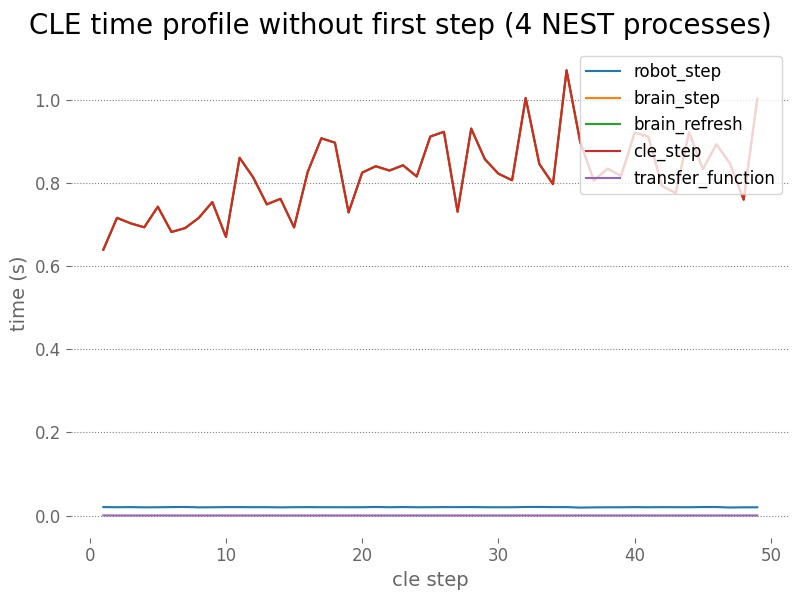 CLE time profile without first step (4 NEST processes)
robot_step
brain_step
brain_refresh
cle_step
transfer_function
time (s)
1.0
0.8
0.6
0.4
0.2
0.0
0 10 20 30 40 50
cle step